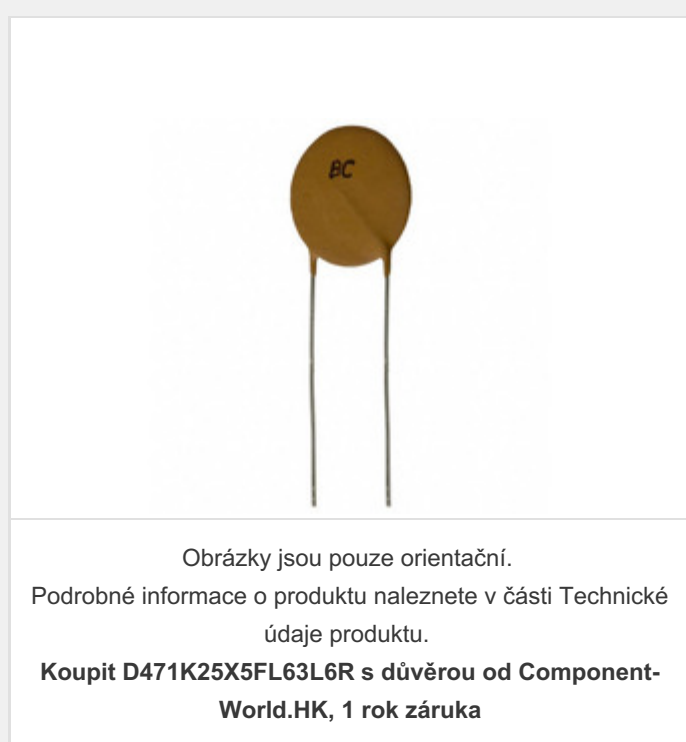 BC
Obrázky jsou pouze orientační.
Podrobné informace o produktu naleznete v části Technické
údaje produktu.
Koupit D471K25X5FL63L6R s důvěrou od Component-
World.HK, 1 rok záruka